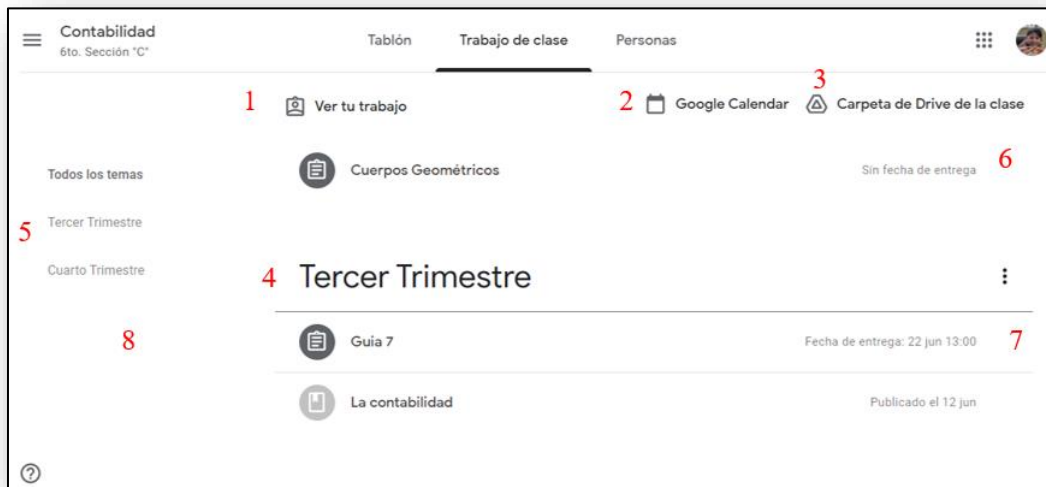 Contabilidad
6to. Sección "C"
Tablón Trabajo de clase Personas
1 Ver tu trabajo 2 Google Calendar 3 Carpeta de Drive de la clase
Cuerpos Geométricos Sin fecha de entrega 6
Todos los temas
5 Tercer Trimestre
Cuarto Trimestre
4 Tercer Trimestre
8
Guia 7 Fecha de entrega: 22 jun 13:00 7
La contabilidad Publicado el 12 jun